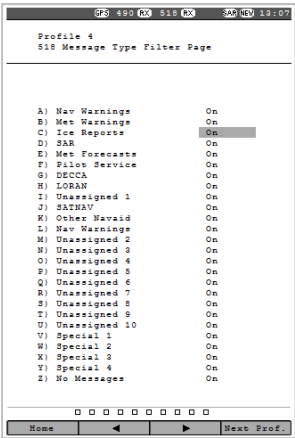 GPS 490 RX 518 RX SAR NEW 13:07
Profile 4
518 Message Type Filter Page
A) Nav Warnings On
B) Met Warnings On
C) Ice Reports On
D) SAR On
E) Met Forecasts On
F) Pilot Service On
G) DECCA On
H) LORAN On
I) Unassigned 1 On
J) SATNAV On
K) Other Navaid On
L) Nav Warnings On
M) Unassigned 2 On
N) Unassigned 3 On
O) Unassigned 4 On
P) Unassigned 5 On
Q) Unassigned 6 On
R) Unassigned 7 On
S) Unassigned 8 On
T) Unassigned 9 On
U) Unassigned 10 On
V) Special 1 On
W) Special 2 On
X) Special 3 On
Y) Special 4 On
Z) No Messages On
Home Next Prof.